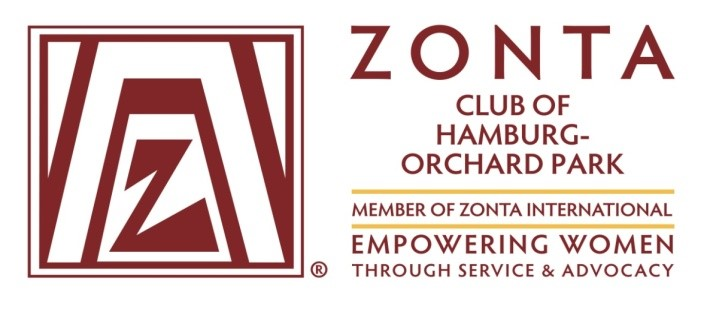 ZONTA
CLUB OF
HAMBURG-
ORCHARD PARK
MEMBER OF ZONTA INTERNATIONAL
EMPOWERING WOMEN
THROUGH SERVICE & ADVOCACY
Z
®